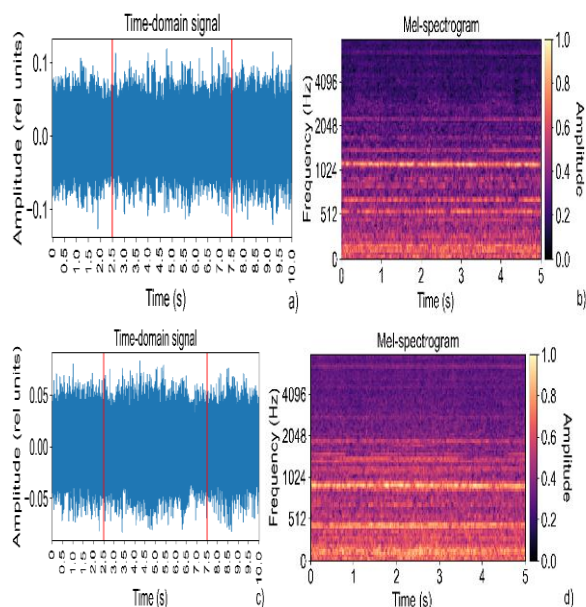 Time-domain signal
Amplitude (rel units)
0.1
0.0
−0.1
0 0.5 1.0 1.5 2.0 2.5 3.0 3.5 4.0 4.5 5.0 5.5 6.0 6.5 7.0 7.5 8.0 8.5 9.0 9.5 10.0
Time (s)
a)
Mel-spectrogram
Frequency (Hz)
4096
2048
1024
512
0
0 1 2 3 4 5
Time (s)
1.0
0.8
0.6
0.4
0.2
0.0
Amplitude
b)
Time-domain signal
Amplitude (rel units)
0.05
0.00
−0.05
0 0.5 1.0 1.5 2.0 2.5 3.0 3.5 4.0 4.5 5.0 5.5 6.0 6.5 7.0 7.5 8.0 8.5 9.0 9.5 10.0
Time (s)
c)
Mel-spectrogram
Frequency (Hz)
4096
2048
1024
512
0
0 1 2 3 4 5
Time (s)
1.0
0.8
0.6
0.4
0.2
0.0
Amplitude
d)